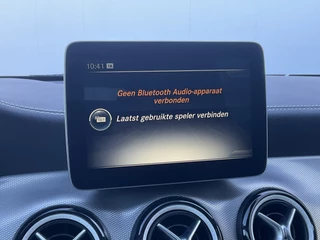 10:41
Geen Bluetooth Audio-apparaat
verbonden
Laatst gebruikte speler verbinden